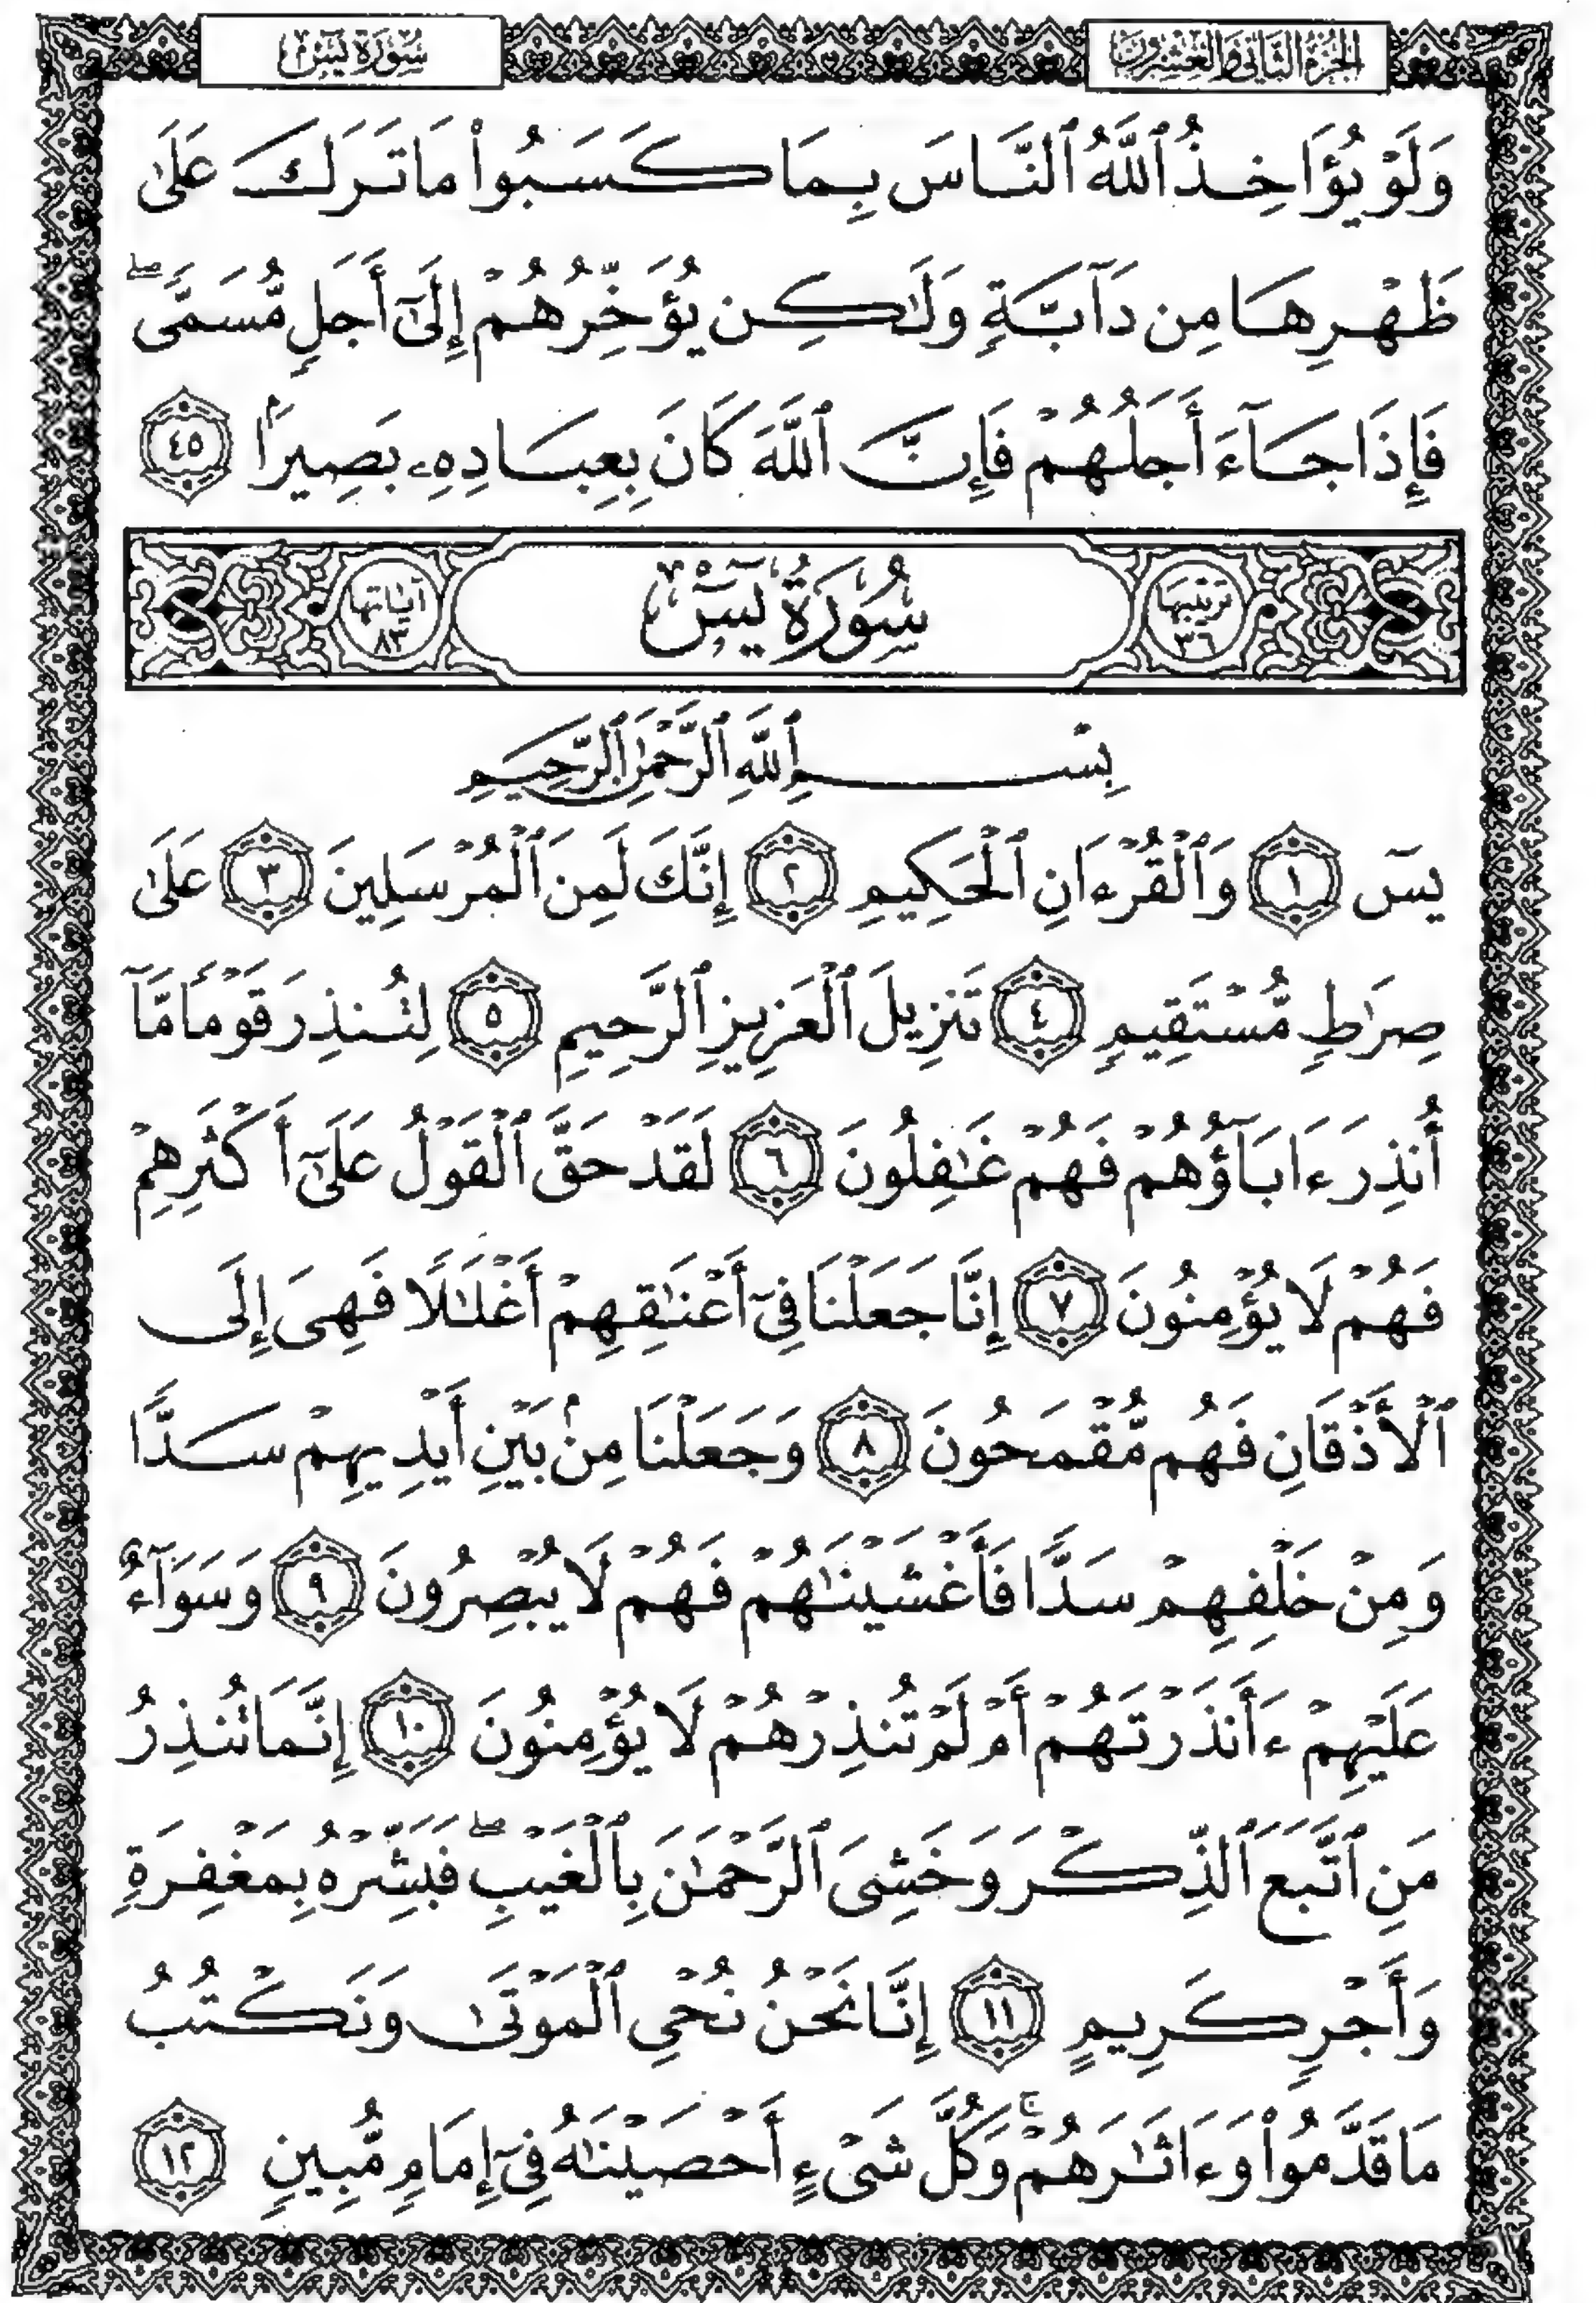 الجزء الثاني والعشرون
سُورَةُ يسٓ
وَلَوْ يُؤَاخِذُ ٱللَّهُ ٱلنَّاسَ بِمَا كَسَبُوا۟ مَا تَرَكَ عَلَىٰ
ظَهْرِهَا مِن دَآبَّةٍ وَلَٰكِن يُؤَخِّرُهُمْ إِلَىٰٓ أَجَلٍ مُّسَمًّى ۖ
فَإِذَا جَآءَ أَجَلُهُمْ فَإِنَّ ٱللَّهَ كَانَ بِعِبَادِهِۦ بَصِيرًۢا ٤٥
ترتيبها ٣٦
سُورَةُ يسٓ
آياتها ٨٣
بِسْمِ ٱللَّهِ ٱلرَّحْمَٰنِ ٱلرَّحِيمِ
يسٓ ١ وَٱلْقُرْءَانِ ٱلْحَكِيمِ ٢ إِنَّكَ لَمِنَ ٱلْمُرْسَلِينَ ٣ عَلَىٰ
صِرَٰطٍ مُّسْتَقِيمٍ ٤ تَنزِيلَ ٱلْعَزِيزِ ٱلرَّحِيمِ ٥ لِتُنذِرَ قَوْمًا مَّآ
أُنذِرَ ءَابَآؤُهُمْ فَهُمْ غَٰفِلُونَ ٦ لَقَدْ حَقَّ ٱلْقَوْلُ عَلَىٰٓ أَكْثَرِهِمْ
فَهُمْ لَا يُؤْمِنُونَ ٧ إِنَّا جَعَلْنَا فِىٓ أَعْنَٰقِهِمْ أَغْلَٰلًا فَهِىَ إِلَى
ٱلْأَذْقَانِ فَهُم مُّقْمَحُونَ ٨ وَجَعَلْنَا مِنۢ بَيْنِ أَيْدِيهِمْ سَدًّا
وَمِنْ خَلْفِهِمْ سَدًّا فَأَغْشَيْنَٰهُمْ فَهُمْ لَا يُبْصِرُونَ ٩ وَسَوَآءٌ
عَلَيْهِمْ ءَأَنذَرْتَهُمْ أَمْ لَمْ تُنذِرْهُمْ لَا يُؤْمِنُونَ ١٠ إِنَّمَا تُنذِرُ
مَنِ ٱتَّبَعَ ٱلذِّكْرَ وَخَشِىَ ٱلرَّحْمَٰنَ بِٱلْغَيْبِ ۖ فَبَشِّرْهُ بِمَغْفِرَةٍ
وَأَجْرٍ كَرِيمٍ ١١ إِنَّا نَحْنُ نُحْىِ ٱلْمَوْتَىٰ وَنَكْتُبُ
مَا قَدَّمُوا۟ وَءَاثَٰرَهُمْ ۚ وَكُلَّ شَىْءٍ أَحْصَيْنَٰهُ فِىٓ إِمَامٍ مُّبِينٍ ١٢